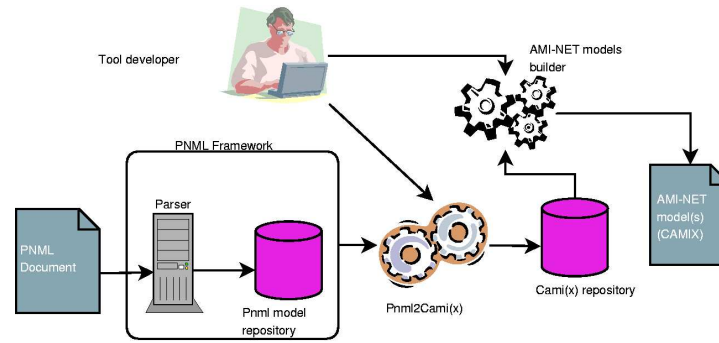 Tool developer
AMI-NET models
builder
PNML Framework
Parser
PNML
Document
Pnml model
repository
Pnml2Cami(x)
Cami(x) repository
AMI-NET
model(s)
(CAMIX)